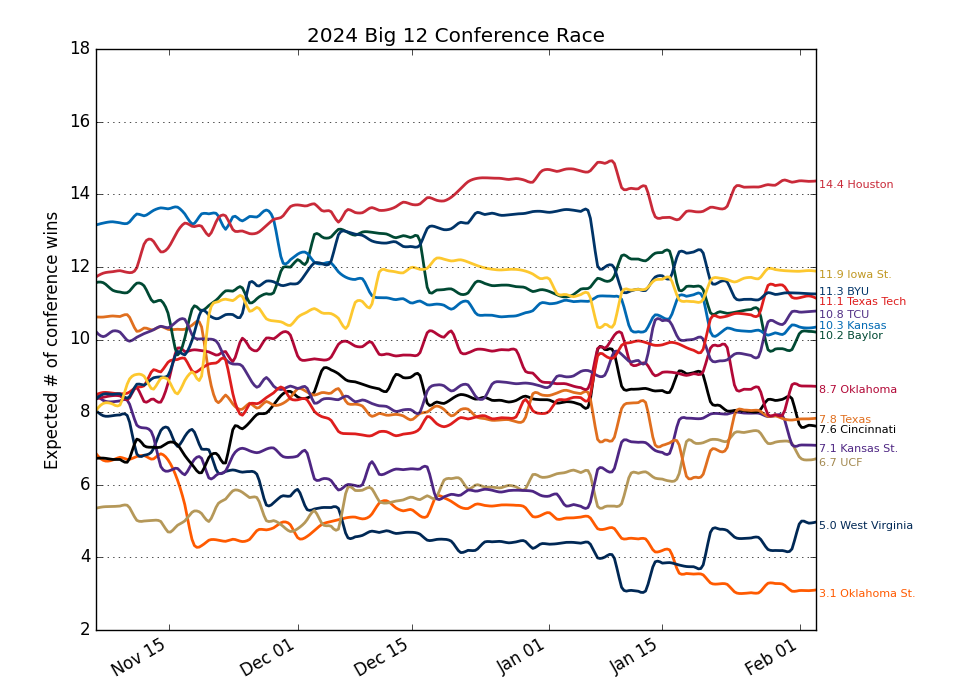 2024 Big 12 Conference Race
Expected # of conference wins
18
16
14
12
10
8
6
4
2
Nov 15
Dec 01
Dec 15
Jan 01
Jan 15
Feb 01
14.4 Houston
11.9 Iowa St.
11.3 BYU
11.1 Texas Tech
10.8 TCU
10.3 Kansas
10.2 Baylor
8.7 Oklahoma
7.8 Texas
7.6 Cincinnati
7.1 Kansas St.
6.7 UCF
5.0 West Virginia
3.1 Oklahoma St.